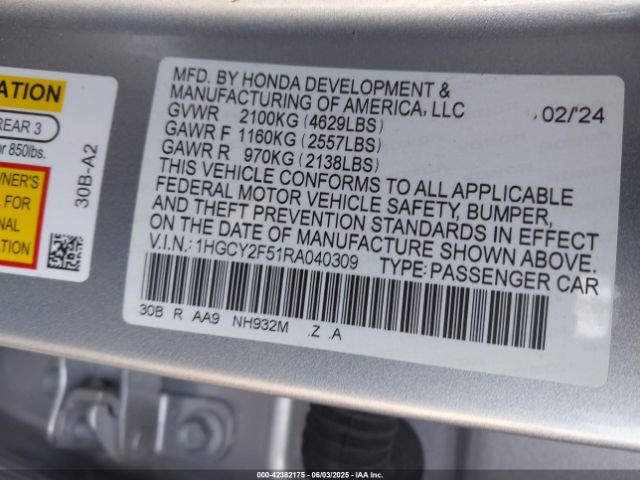 ATION
REAR 3
or 850lbs.
WNER'S
L FOR
ONAL
ON
30B-A2
MFD. BY HONDA DEVELOPMENT &
MANUFACTURING OF AMERICA, LLC 02/'24
GVWR 2100KG (4629LBS)
GAWR F 1160KG (2557LBS)
GAWR R 970KG (2138LBS)
THIS VEHICLE CONFORMS TO ALL APPLICABLE
FEDERAL MOTOR VEHICLE SAFETY, BUMPER,
AND THEFT PREVENTION STANDARDS IN EFFECT
ON THE DATE OF MANUFACTURE SHOWN ABOVE.
V.I.N.: 1HGCY2F51RA040309 TYPE: PASSENGER CAR
30B R AA9 NH932M .Z .A
000 - 42382175 - 06/03/2025 - IAA Inc.